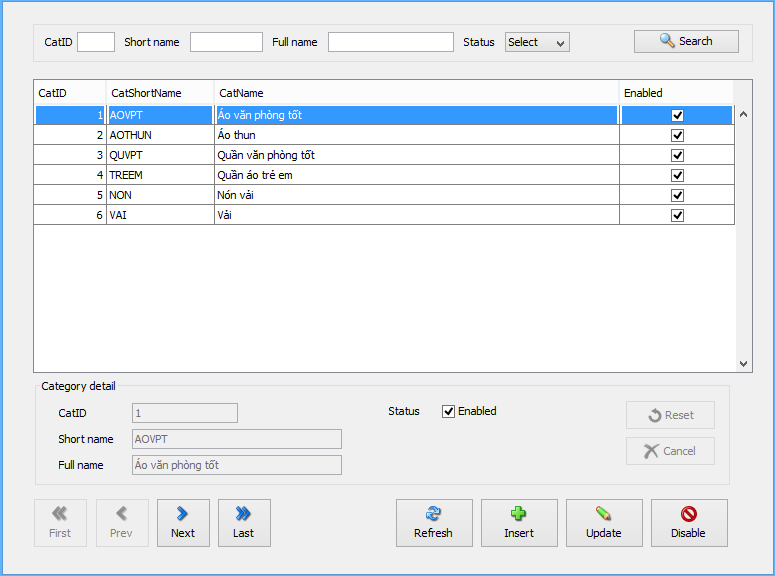 CatID Short name Full name Status Select Search
CatID CatShortName CatName Enabled
1 AOVPT Áo văn phòng tốt
2 AOTHUN Áo thun
3 QUVPT Quần văn phòng tốt
4 TREEM Quần áo trẻ em
5 NON Nón vải
6 VAI Vải
Category detail
CatID 1 Status Enabled Reset
Short name AOVPT
Full name Áo văn phòng tốt Cancel
First Prev Next Last Refresh Insert Update Disable